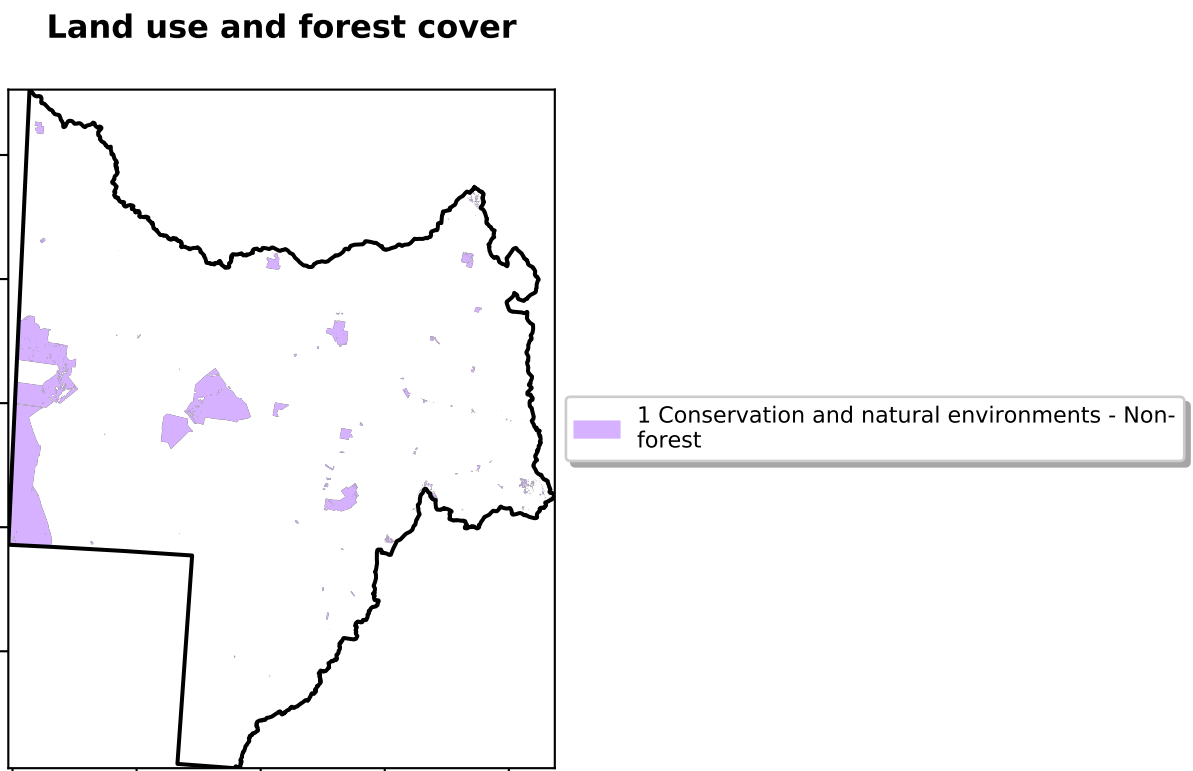 Land use and forest cover
1 Conservation and natural environments - Non-
forest